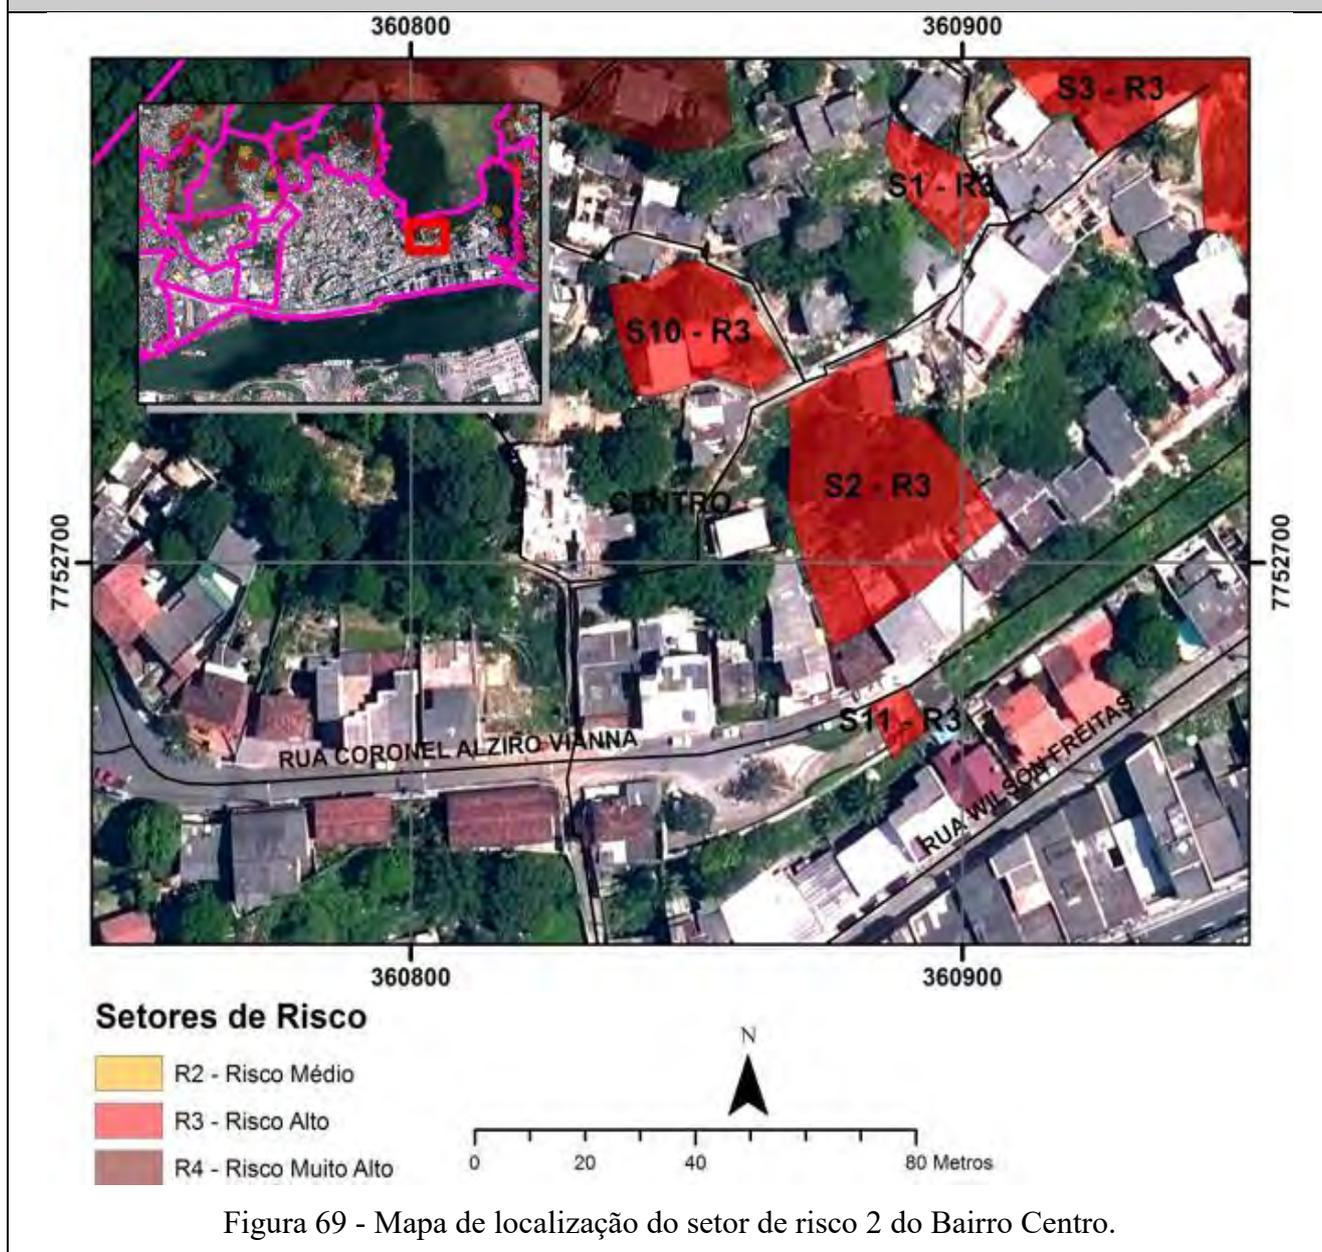 360800 360900
S3 - R3
S1 - R3
S10 - R3
S2 - R3
CENTRO
7752700 7752700
S11 - R3
RUA CORONEL ALZIRO VIANNA
RUA WILSON FREITAS
360800 360900
Setores de Risco
R2 - Risco Médio
R3 - Risco Alto
R4 - Risco Muito Alto
N
0 20 40 80 Metros
Figura 69 - Mapa de localização do setor de risco 2 do Bairro Centro.